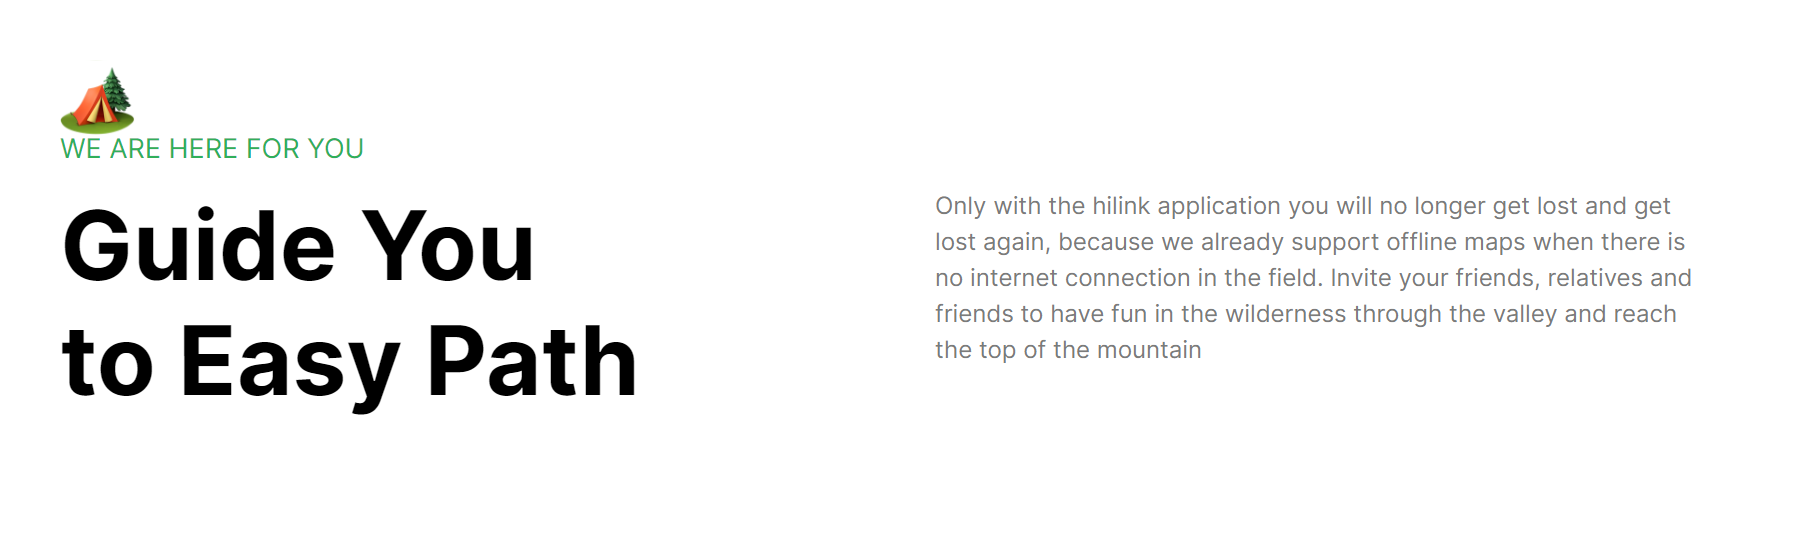 WE ARE HERE FOR YOU
Guide You
to Easy Path
Only with the hilink application you will no longer get lost and get
lost again, because we already support offline maps when there is
no internet connection in the field. Invite your friends, relatives and
friends to have fun in the wilderness through the valley and reach
the top of the mountain